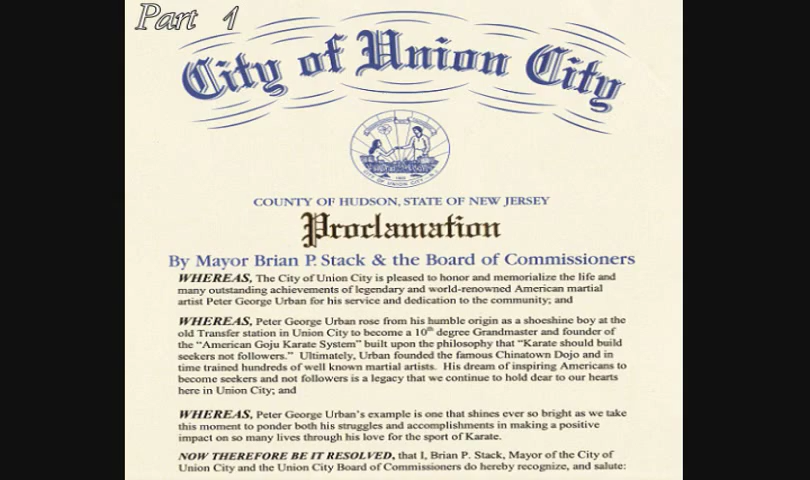 Part 1
City of Union City
CITY OF UNION CITY N.J.
COUNTY OF HUDSON, STATE OF NEW JERSEY
Proclamation
By Mayor Brian P. Stack & the Board of Commissioners
WHEREAS, The City of Union City is pleased to honor and memorialize the life and
many outstanding achievements of legendary and world-renowned American martial
artist Peter George Urban for his service and dedication to the community; and
WHEREAS, Peter George Urban rose from his humble origin as a shoeshine boy at the
old Transfer station in Union City to become a 10th degree Grandmaster and founder of
the “American Goju Karate System” built upon the philosophy that “Karate should build
seekers not followers.” Ultimately, Urban founded the famous Chinatown Dojo and in
time trained hundreds of well known martial artists. His dream of inspiring Americans to
become seekers and not followers is a legacy that we continue to hold dear to our hearts
here in Union City; and
WHEREAS, Peter George Urban’s example is one that shines ever so bright as we take
this moment to ponder both his struggles and accomplishments in making a positive
impact on so many lives through his love for the sport of Karate.
NOW THEREFORE BE IT RESOLVED, that I, Brian P. Stack, Mayor of the City of
Union City and the Union City Board of Commissioners do hereby recognize, and salute: